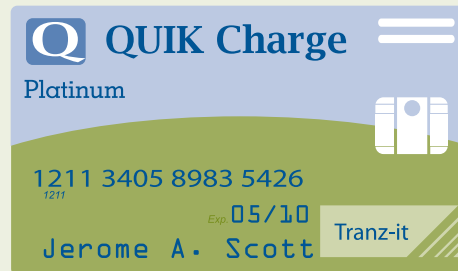 Q QUIK Charge
Platinum
1211 3405 8983 5426
1211
Exp 05/10
Tranz-it
Jerome A. Scott